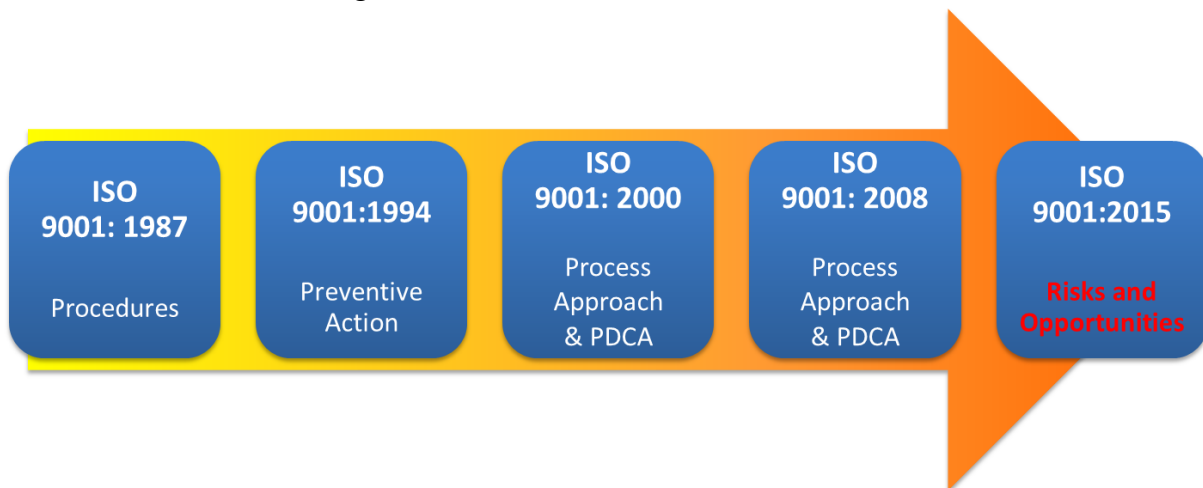 ISO
9001: 1987
Procedures
ISO
9001:1994
Preventive
Action
ISO
9001: 2000
Process
Approach
& PDCA
ISO
9001: 2008
Process
Approach
& PDCA
ISO
9001:2015
Risks and
Opportunities